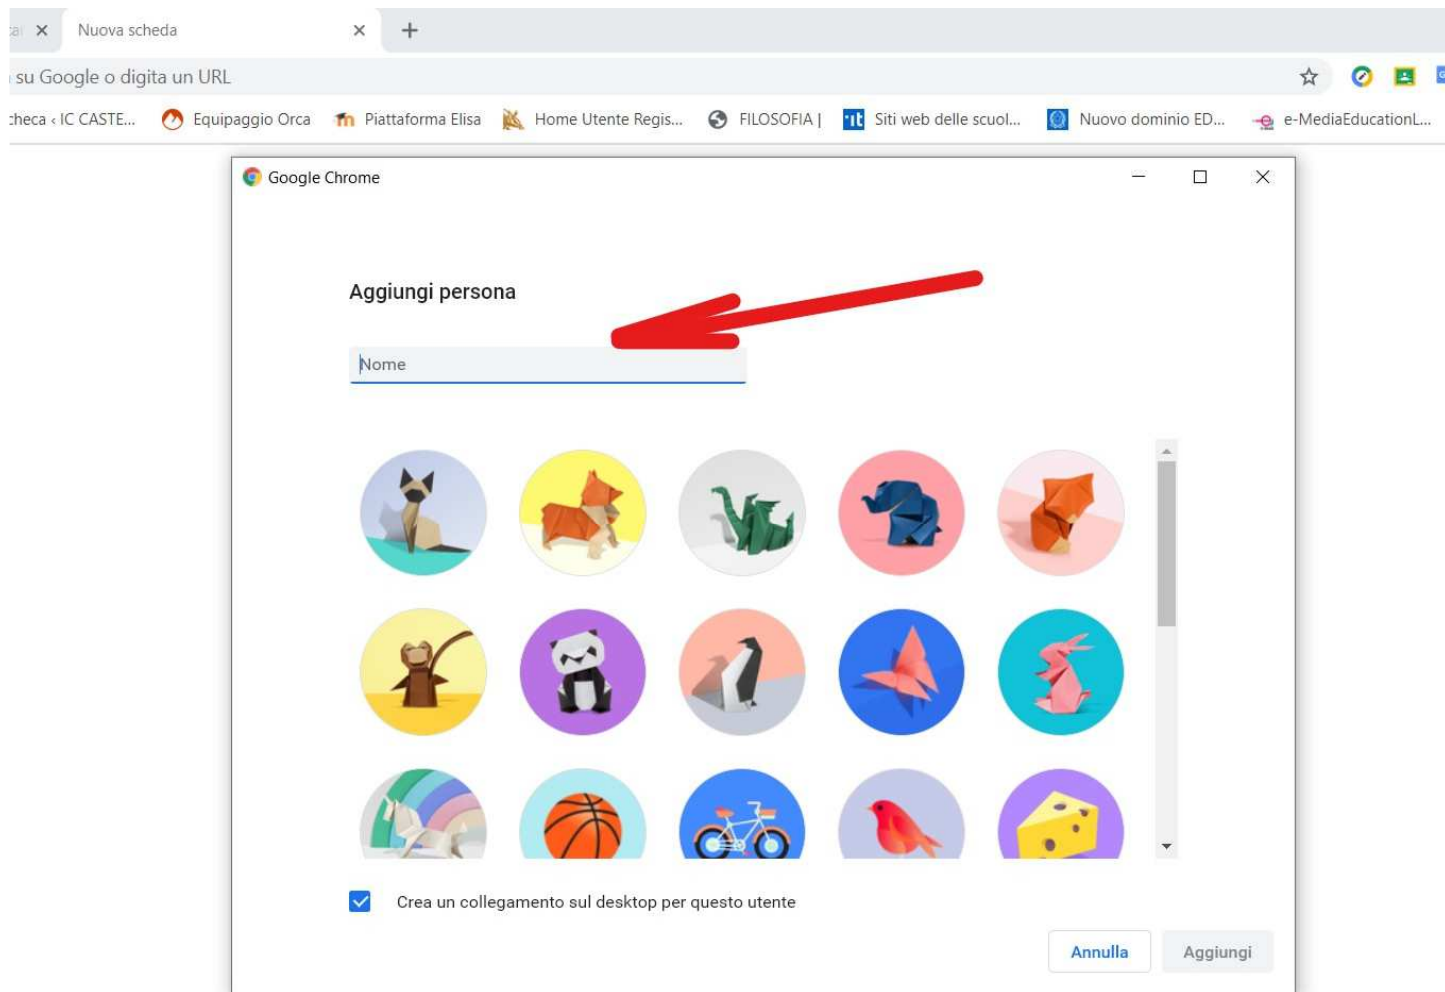 Nuova scheda
su Google o digita un URL
checa ‹ IC CASTE... Equipaggio Orca Piattaforma Elisa Home Utente Regis... FILOSOFIA | Siti web delle scuol... Nuovo dominio ED... e-MediaEducationL...
Google Chrome
Aggiungi persona
Nome
Crea un collegamento sul desktop per questo utente
Annulla Aggiungi